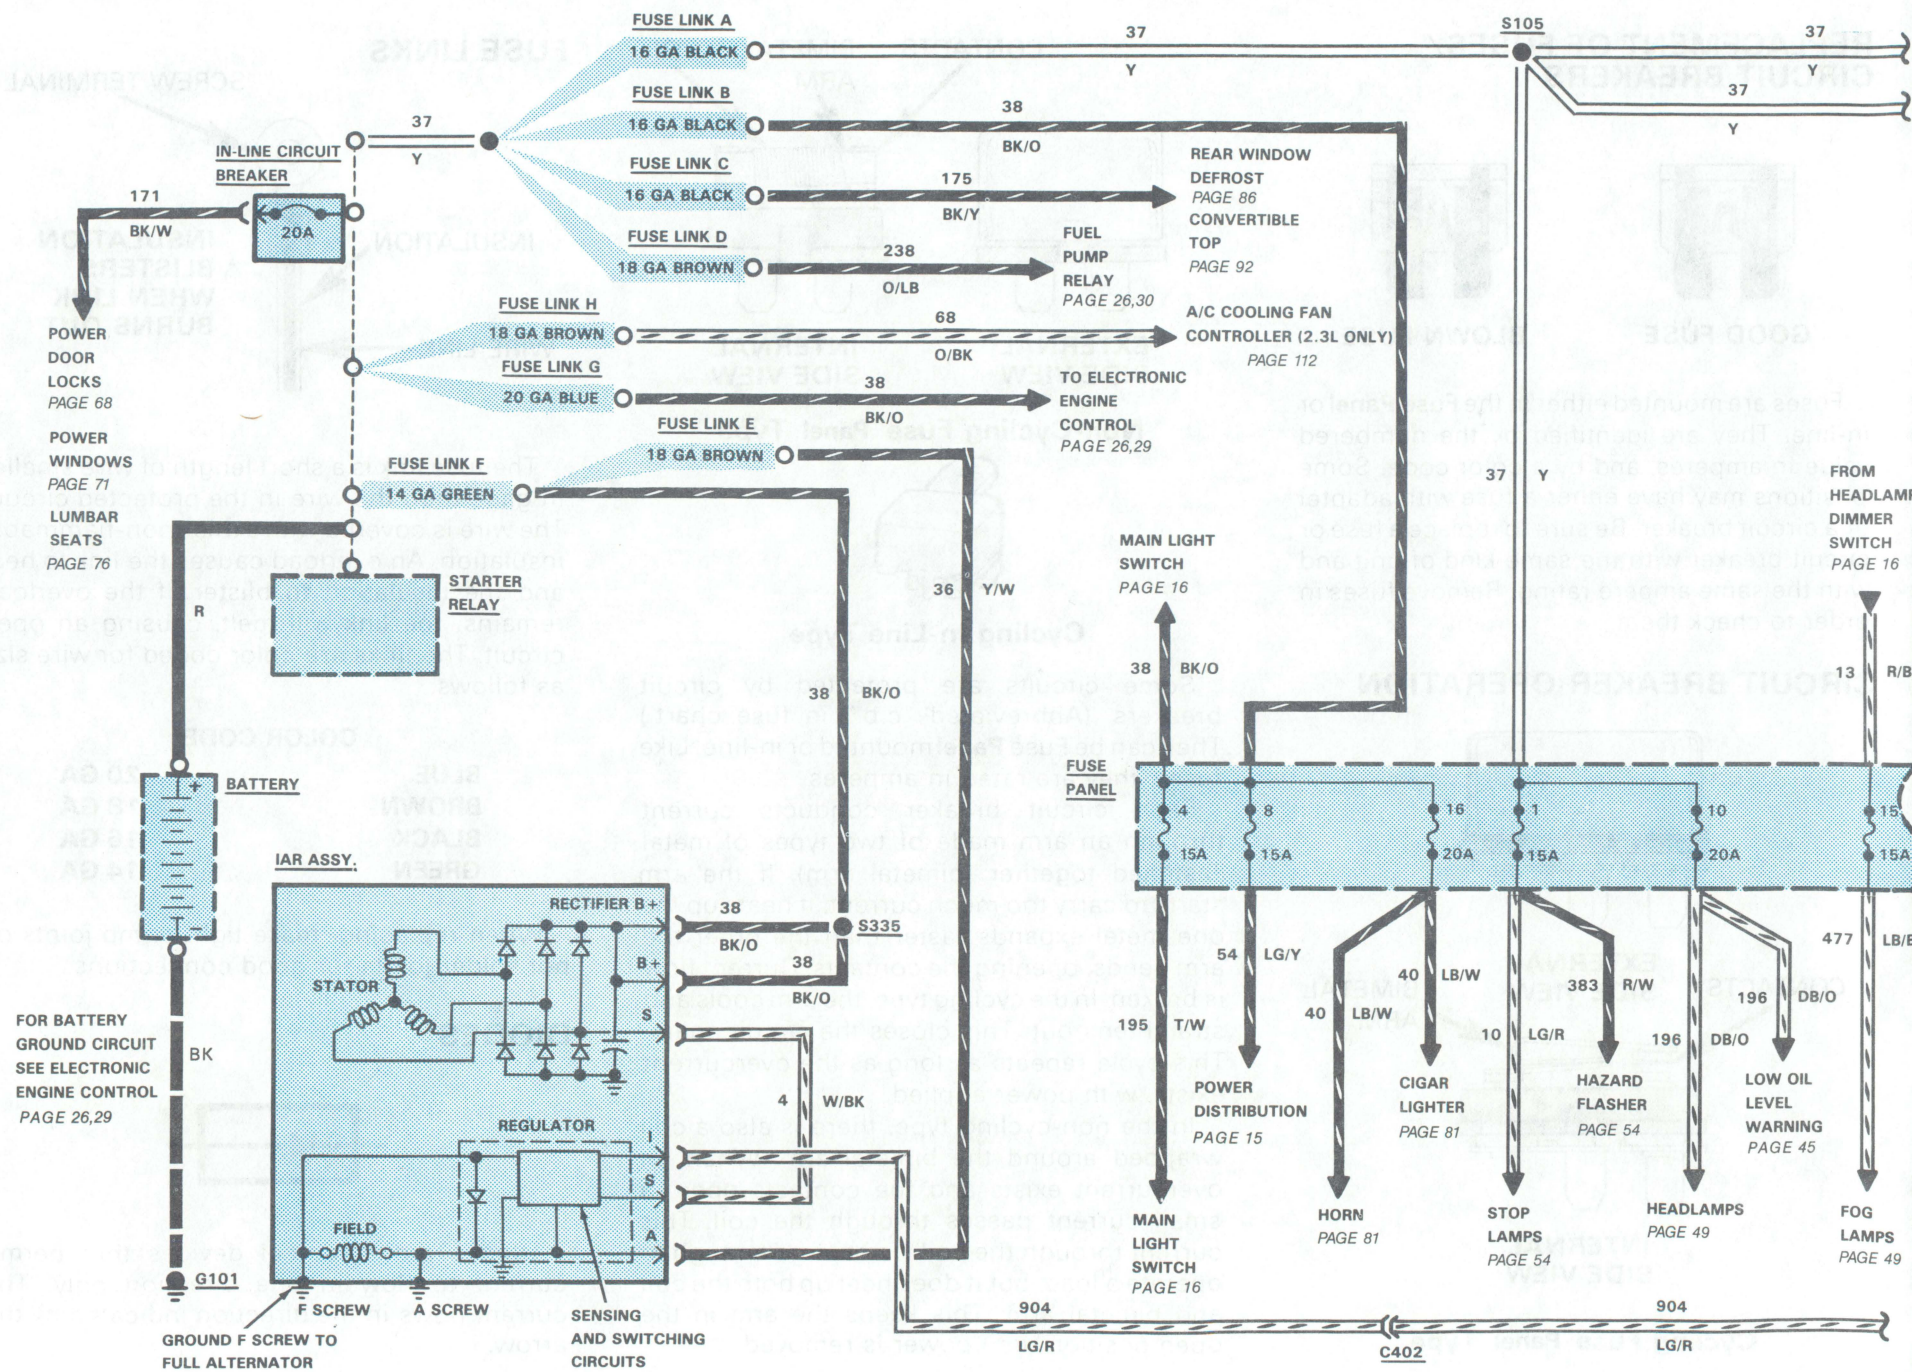 FUSE LINK A
16 GA BLACK
37
Y
S105
37
Y
37
Y
FUSE LINK B
16 GA BLACK
38
BK/O
37
Y
IN-LINE CIRCUIT
BREAKER
20A
171
BK/W
FUSE LINK C
16 GA BLACK
175
BK/Y
REAR WINDOW
DEFROST
PAGE 86
CONVERTIBLE
TOP
PAGE 92
FUSE LINK D
18 GA BROWN
238
O/LB
FUEL
PUMP
RELAY
PAGE 26,30
FUSE LINK H
18 GA BROWN
68
O/BK
A/C COOLING FAN
CONTROLLER (2.3L ONLY)
PAGE 112
FUSE LINK G
20 GA BLUE
38
BK/O
TO ELECTRONIC
ENGINE
CONTROL
PAGE 26,29
FUSE LINK E
18 GA BROWN
FUSE LINK F
14 GA GREEN
POWER
DOOR
LOCKS
PAGE 68
POWER
WINDOWS
PAGE 71
LUMBAR
SEATS
PAGE 76
STARTER
RELAY
R
36
Y/W
38
BK/O
MAIN LIGHT
SWITCH
PAGE 16
38
BK/O
37
Y
FROM
HEADLAMP
DIMMER
SWITCH
PAGE 16
13
R/B
BATTERY
+
FUSE
PANEL
4
15A
8
15A
16
20A
1
15A
10
20A
15
15A
IAR ASSY.
RECTIFIER B+
38
BK/O
S335
B+
38
BK/O
STATOR
S
4
W/BK
FOR BATTERY
GROUND CIRCUIT
SEE ELECTRONIC
ENGINE CONTROL
PAGE 26,29
BK
REGULATOR
I
S
A
FIELD
G101
F SCREW
A SCREW
SENSING
AND SWITCHING
CIRCUITS
GROUND F SCREW TO
FULL ALTERNATOR
195
T/W
54
LG/Y
40
LB/W
40
LB/W
10
LG/R
383
R/W
196
DB/O
196
DB/O
477
LB/B
POWER
DISTRIBUTION
PAGE 15
CIGAR
LIGHTER
PAGE 81
HAZARD
FLASHER
PAGE 54
LOW OIL
LEVEL
WARNING
PAGE 45
MAIN
LIGHT
SWITCH
PAGE 16
HORN
PAGE 81
STOP
LAMPS
PAGE 54
HEADLAMPS
PAGE 49
FOG
LAMPS
PAGE 49
904
LG/R
C402
904
LG/R